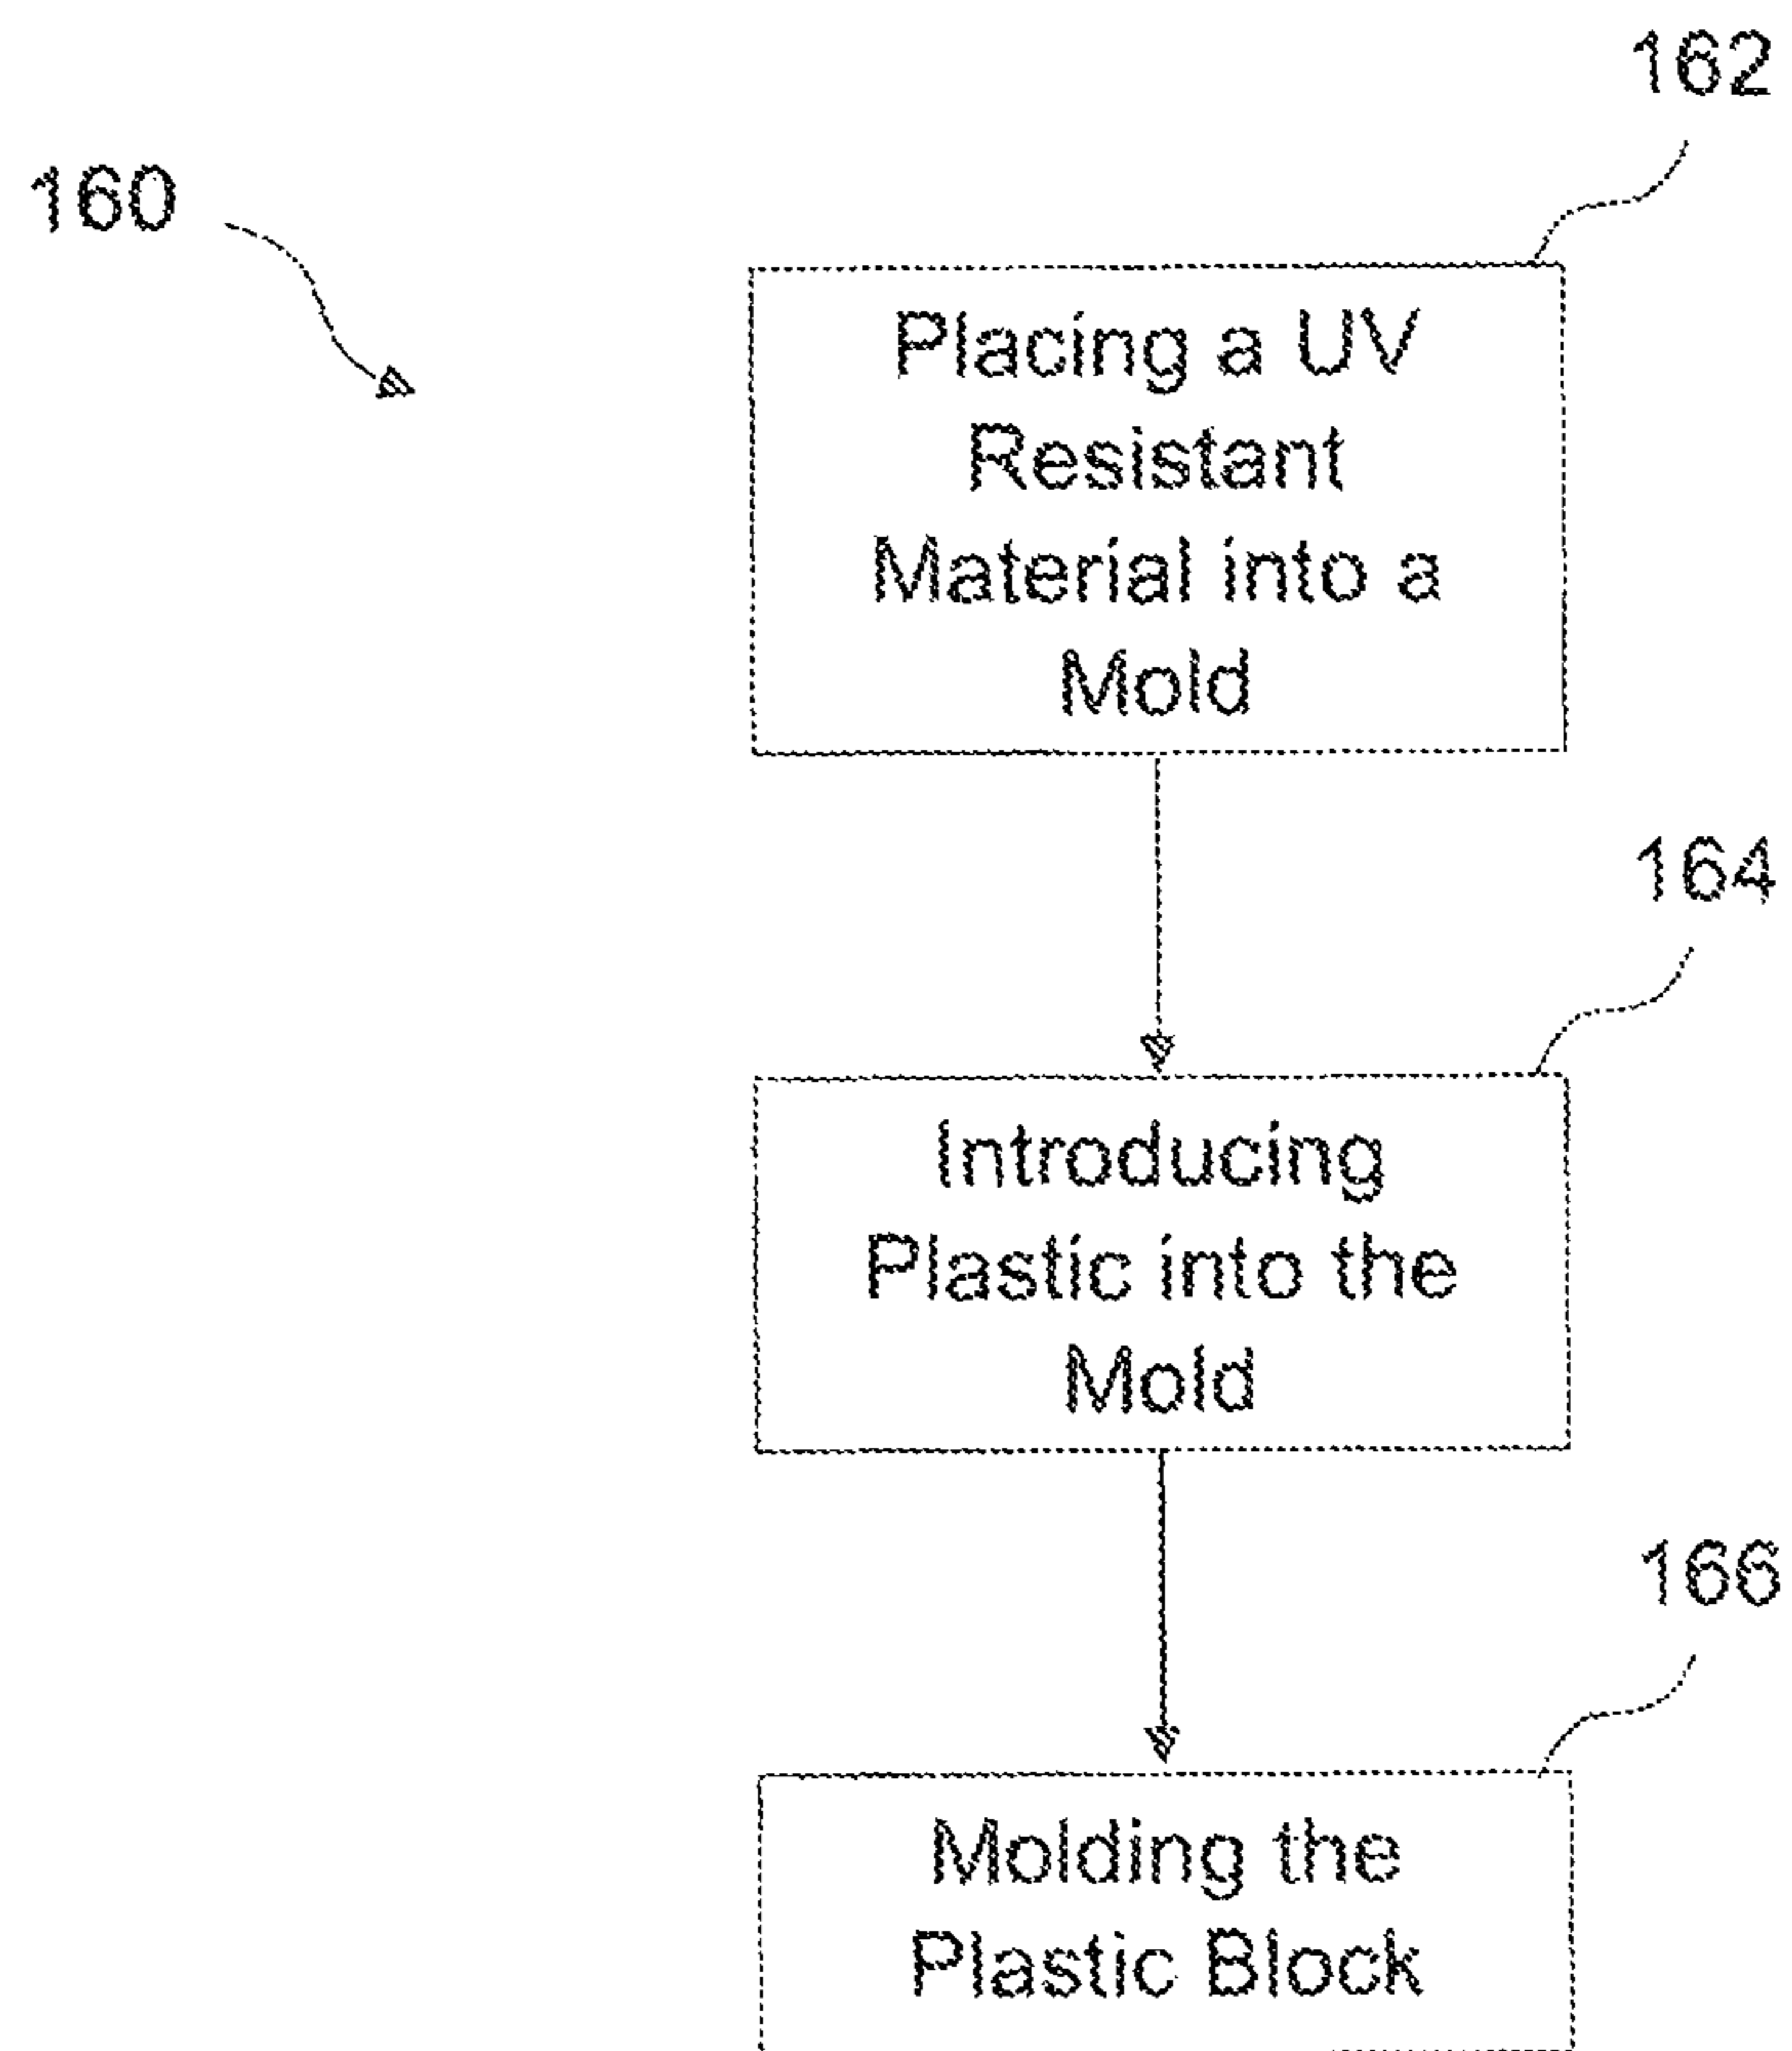 162
160
Placing a UV
Resistant
Material into a
Mold
164
Introducing
Plastic into the
Mold
166
Molding the
Plastic Block